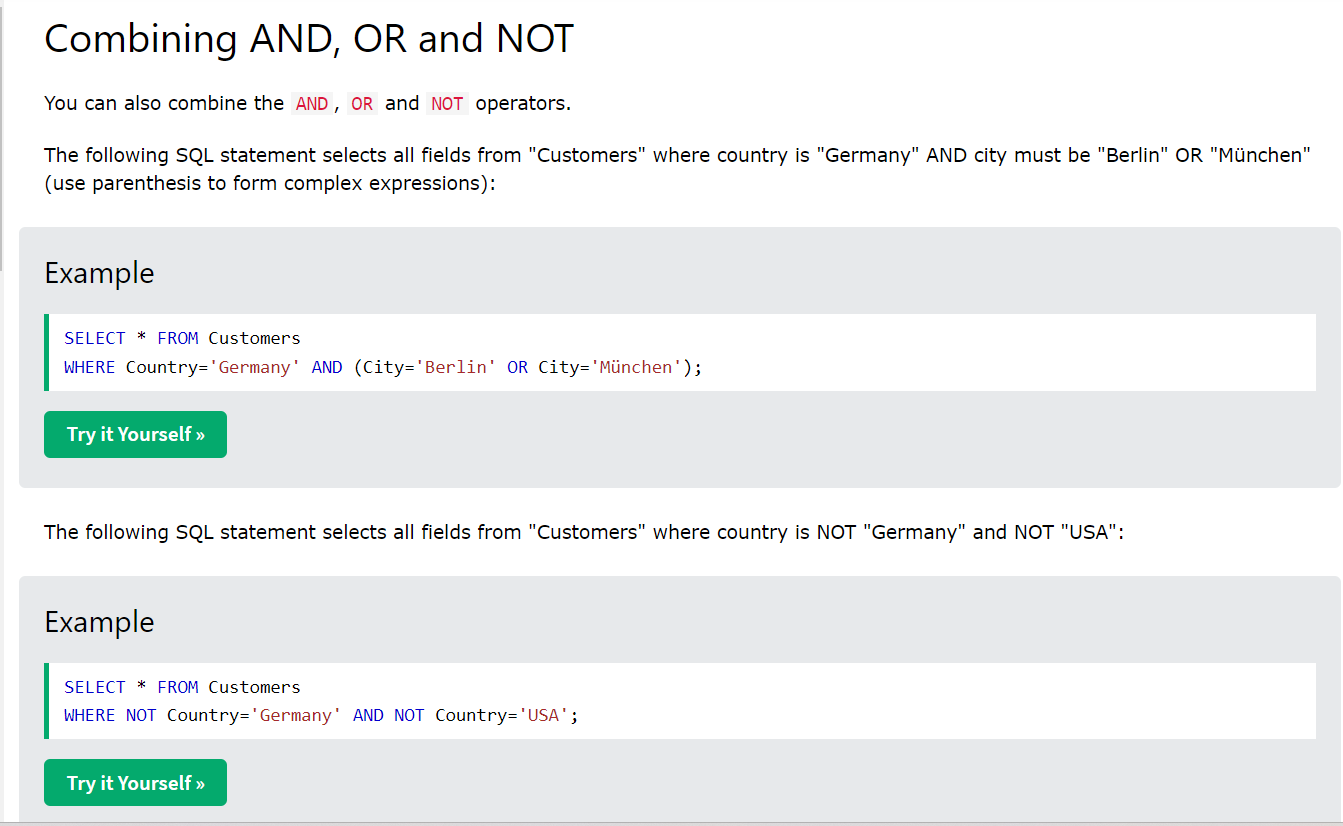 Combining AND, OR and NOT
You can also combine the AND, OR and NOT operators.
The following SQL statement selects all fields from "Customers" where country is "Germany" AND city must be "Berlin" OR "München"
(use parenthesis to form complex expressions):
Example
SELECT * FROM Customers
WHERE Country='Germany' AND (City='Berlin' OR City='München');
Try it Yourself »
The following SQL statement selects all fields from "Customers" where country is NOT "Germany" and NOT "USA":
Example
SELECT * FROM Customers
WHERE NOT Country='Germany' AND NOT Country='USA';
Try it Yourself »